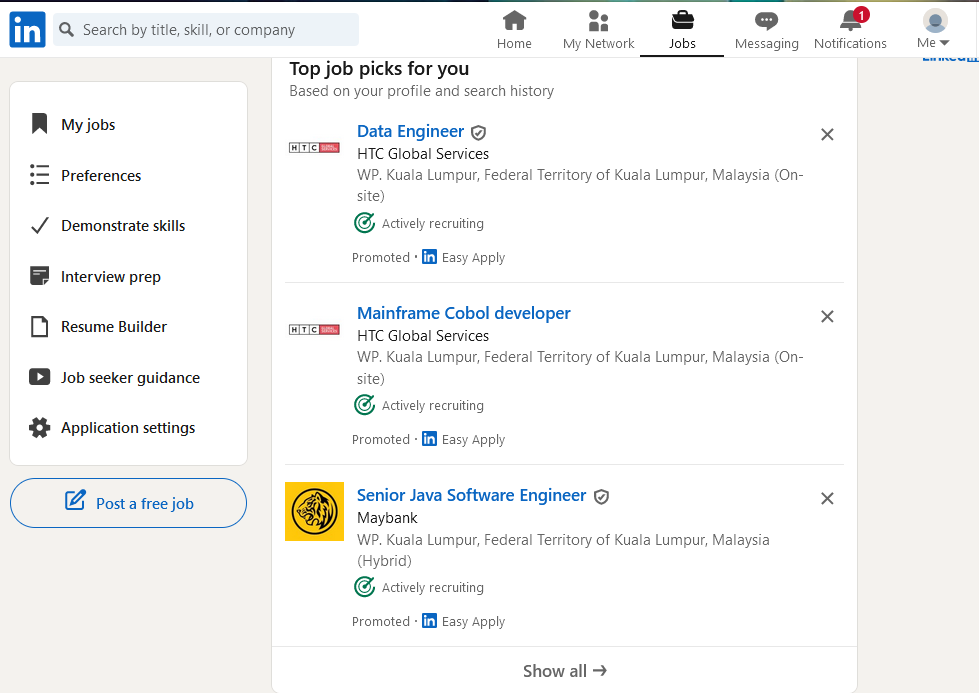 in
Search by title, skill, or company
Home
My Network
Jobs
Messaging
1
Notifications
Me
My jobs
Preferences
Demonstrate skills
Interview prep
Resume Builder
Job seeker guidance
Application settings
Post a free job
Top job picks for you
Based on your profile and search history
HTC
Data Engineer
HTC Global Services
WP. Kuala Lumpur, Federal Territory of Kuala Lumpur, Malaysia (On-
site)
Actively recruiting
Promoted · in Easy Apply
HTC
Mainframe Cobol developer
HTC Global Services
WP. Kuala Lumpur, Federal Territory of Kuala Lumpur, Malaysia (On-
site)
Actively recruiting
Promoted · in Easy Apply
Senior Java Software Engineer
Maybank
WP. Kuala Lumpur, Federal Territory of Kuala Lumpur, Malaysia
(Hybrid)
Actively recruiting
Promoted · in Easy Apply
Show all →